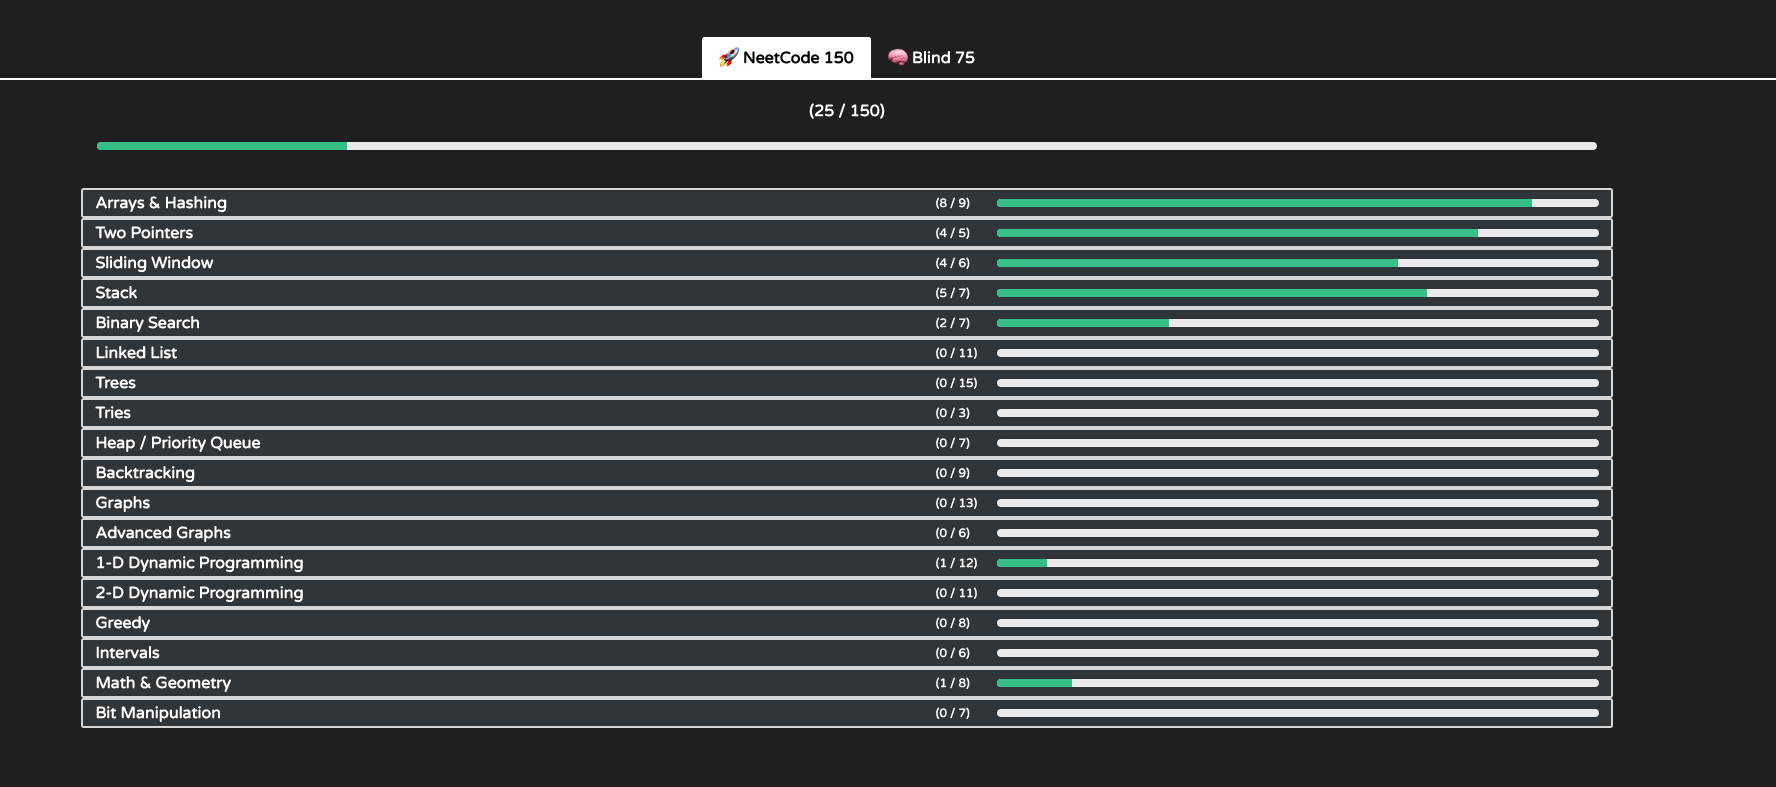 NeetCode 150 Blind 75
(25 / 150)
Arrays & Hashing (8 / 9)
Two Pointers (4 / 5)
Sliding Window (4 / 6)
Stack (5 / 7)
Binary Search (2 / 7)
Linked List (0 / 11)
Trees (0 / 15)
Tries (0 / 3)
Heap / Priority Queue (0 / 7)
Backtracking (0 / 9)
Graphs (0 / 13)
Advanced Graphs (0 / 6)
1-D Dynamic Programming (1 / 12)
2-D Dynamic Programming (0 / 11)
Greedy (0 / 8)
Intervals (0 / 6)
Math & Geometry (1 / 8)
Bit Manipulation (0 / 7)